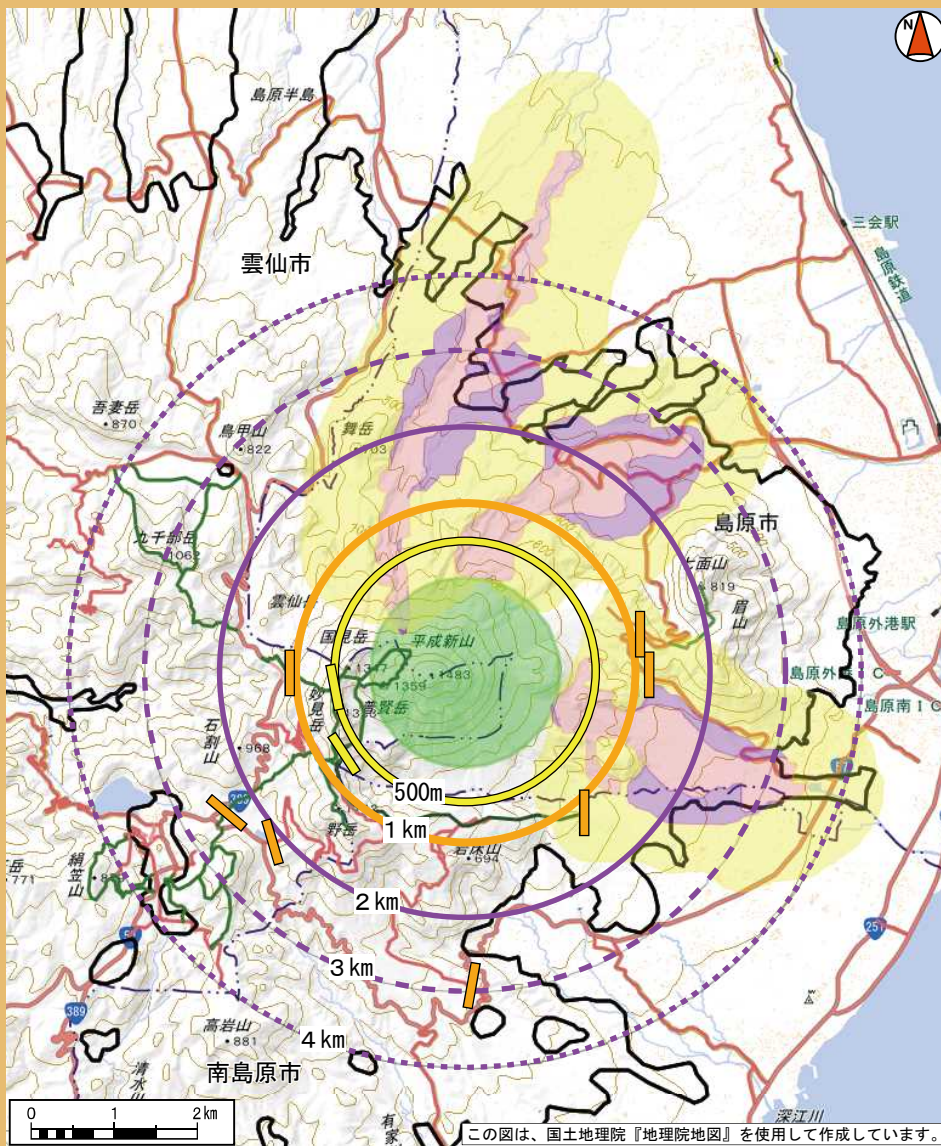 N
島原半島
三会駅
島原鉄道
雲仙市
吾妻岳
・870
鳥甲山
・822
舞岳
703
島原市
九千部岳
1062
七面山
819
眉山
雲仙岳
国見岳
平成新山
島原外港駅
1347
・1483
1359
妙見岳
普賢岳
島原南IC
石割山
・968
500m
1km
野岳
岩床山
・694
絹笠山
・771
2km
251
3km
389
高岩山
・881
4km
南島原市
清水川
有家
深江川
0 1 2km
この図は、国土地理院『地理院地図』を使用して作成しています。